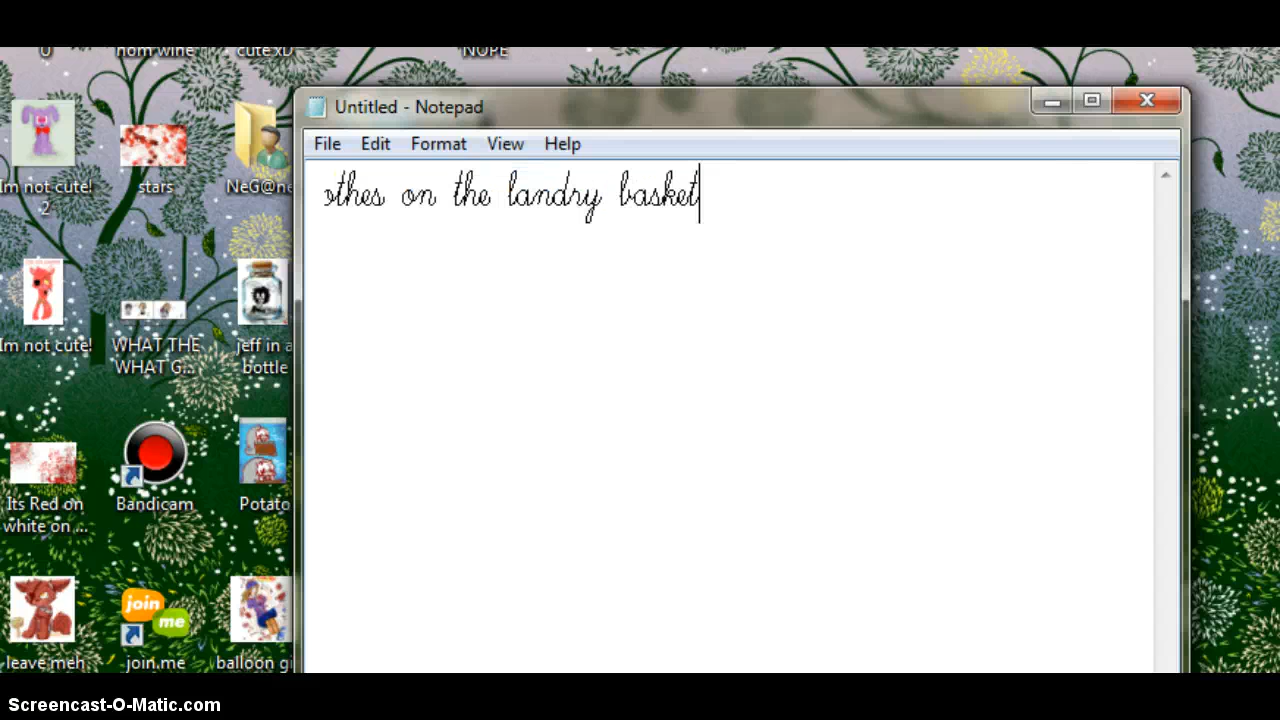 nom wine
cute xD
NOPE
Untitled - Notepad
File Edit Format View Help
othes on the landry basket
Im not cute! 2
stars
NeG@ne
Im not cute!
WHAT THE WHAT G...
jeff in a bottle
Its Red on white on ...
Bandicam
Potato
join me
leave meh
join.me
balloon gi
Screencast-O-Matic.com